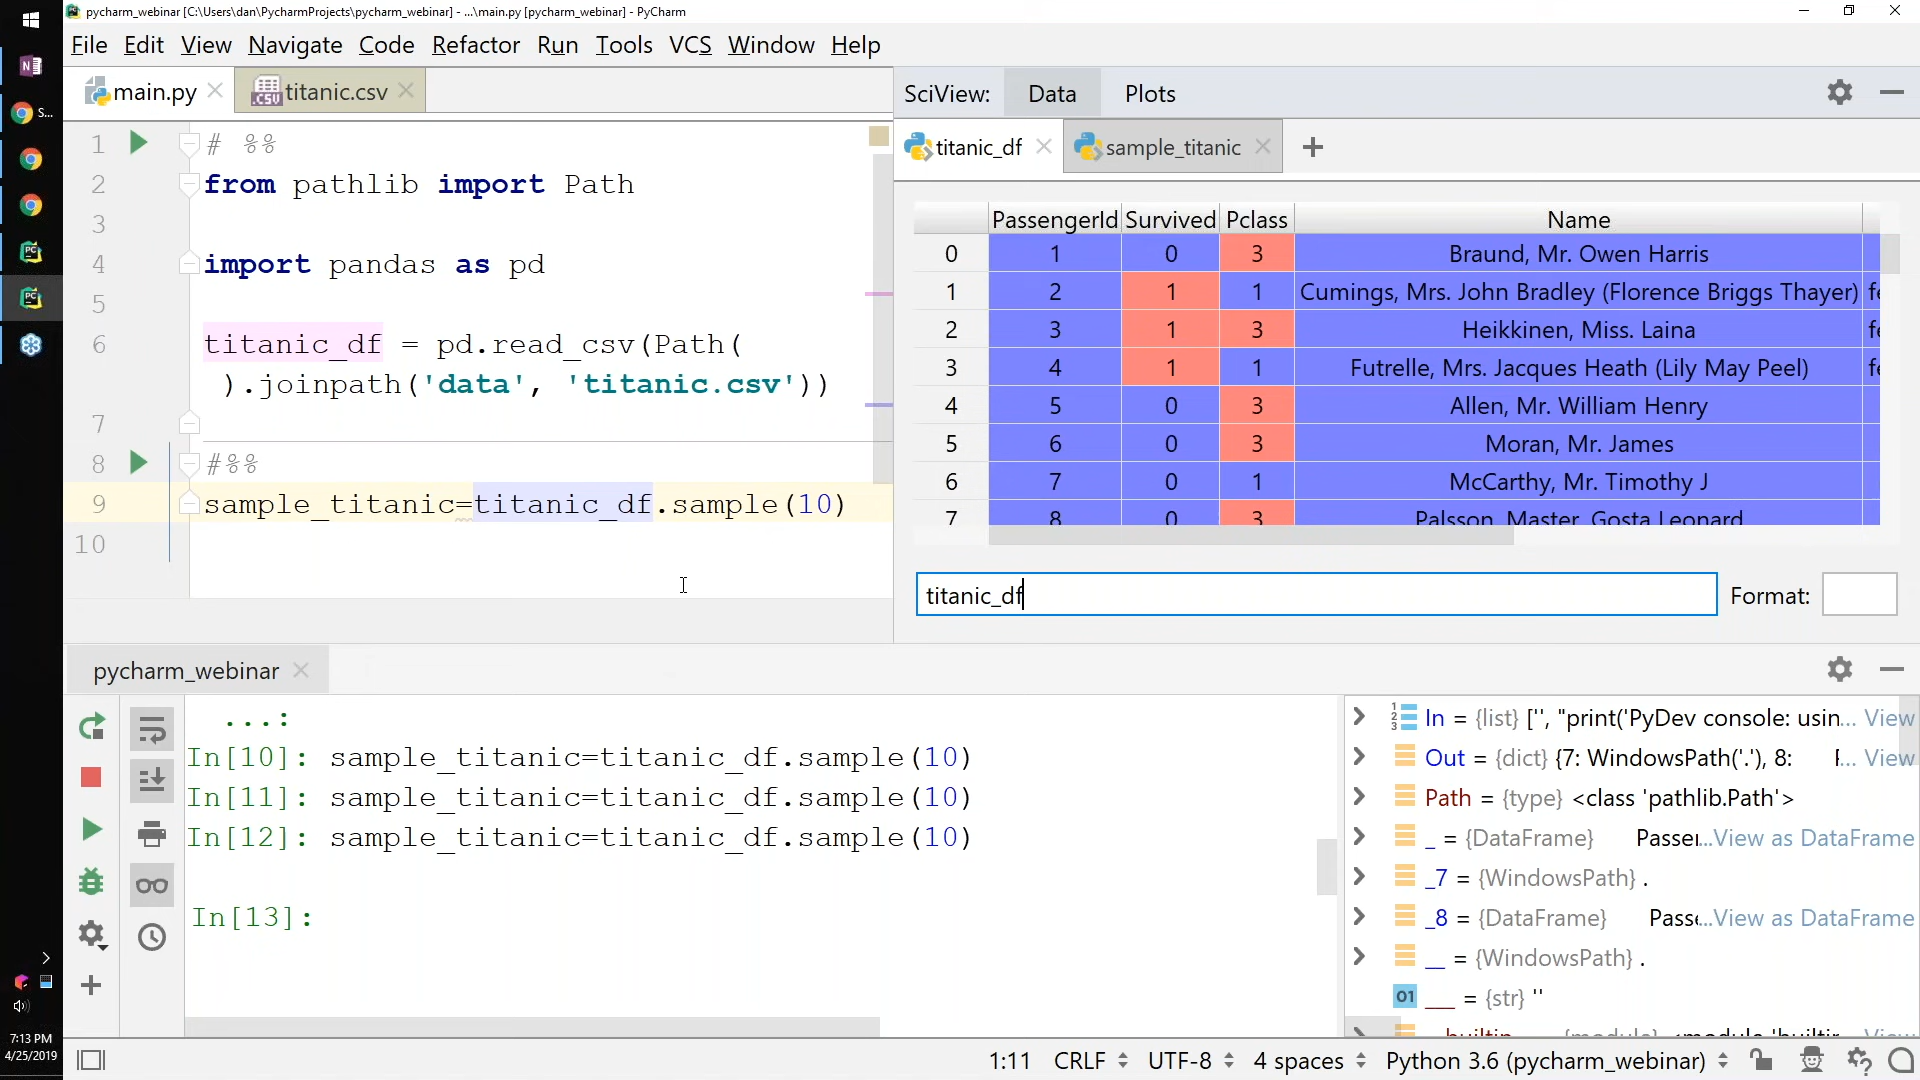 pycharm_webinar [C:\Users\dan\PycharmProjects\pycharm_webinar] - ...\main.py [pycharm_webinar] - PyCharm
File Edit View Navigate Code Refactor Run Tools VCS Window Help
main.py titanic.csv
1 # %%
2 from pathlib import Path
3
4 import pandas as pd
5
6 titanic_df = pd.read_csv(Path(
).joinpath('data', 'titanic.csv'))
7
8 #%%
9 sample_titanic=titanic_df.sample(10)
10
SciView: Data Plots
titanic_df sample_titanic
PassengerId Survived Pclass Name
0 1 0 3 Braund, Mr. Owen Harris
1 2 1 1 Cumings, Mrs. John Bradley (Florence Briggs Thayer) fe
2 3 1 3 Heikkinen, Miss. Laina fe
3 4 1 1 Futrelle, Mrs. Jacques Heath (Lily May Peel) fe
4 5 0 3 Allen, Mr. William Henry
5 6 0 3 Moran, Mr. James
6 7 0 1 McCarthy, Mr. Timothy J
7 8 0 3 Palsson, Master. Gosta Leonard
titanic_df Format:
pycharm_webinar
...:
In[10]: sample_titanic=titanic_df.sample(10)
In[11]: sample_titanic=titanic_df.sample(10)
In[12]: sample_titanic=titanic_df.sample(10)
In[13]:
In = {list} ['', "print('PyDev console: usin... View
Out = {dict} {7: WindowsPath('.'), 8: F... View
Path = {type} <class 'pathlib.Path'>
_ = {DataFrame} Passer...View as DataFrame
_7 = {WindowsPath} .
_8 = {DataFrame} Passe...View as DataFrame
__ = {WindowsPath} .
01 ___ = {str} ''
S...
7:13 PM
4/25/2019
1:11 CRLF UTF-8 4 spaces Python 3.6 (pycharm_webinar)